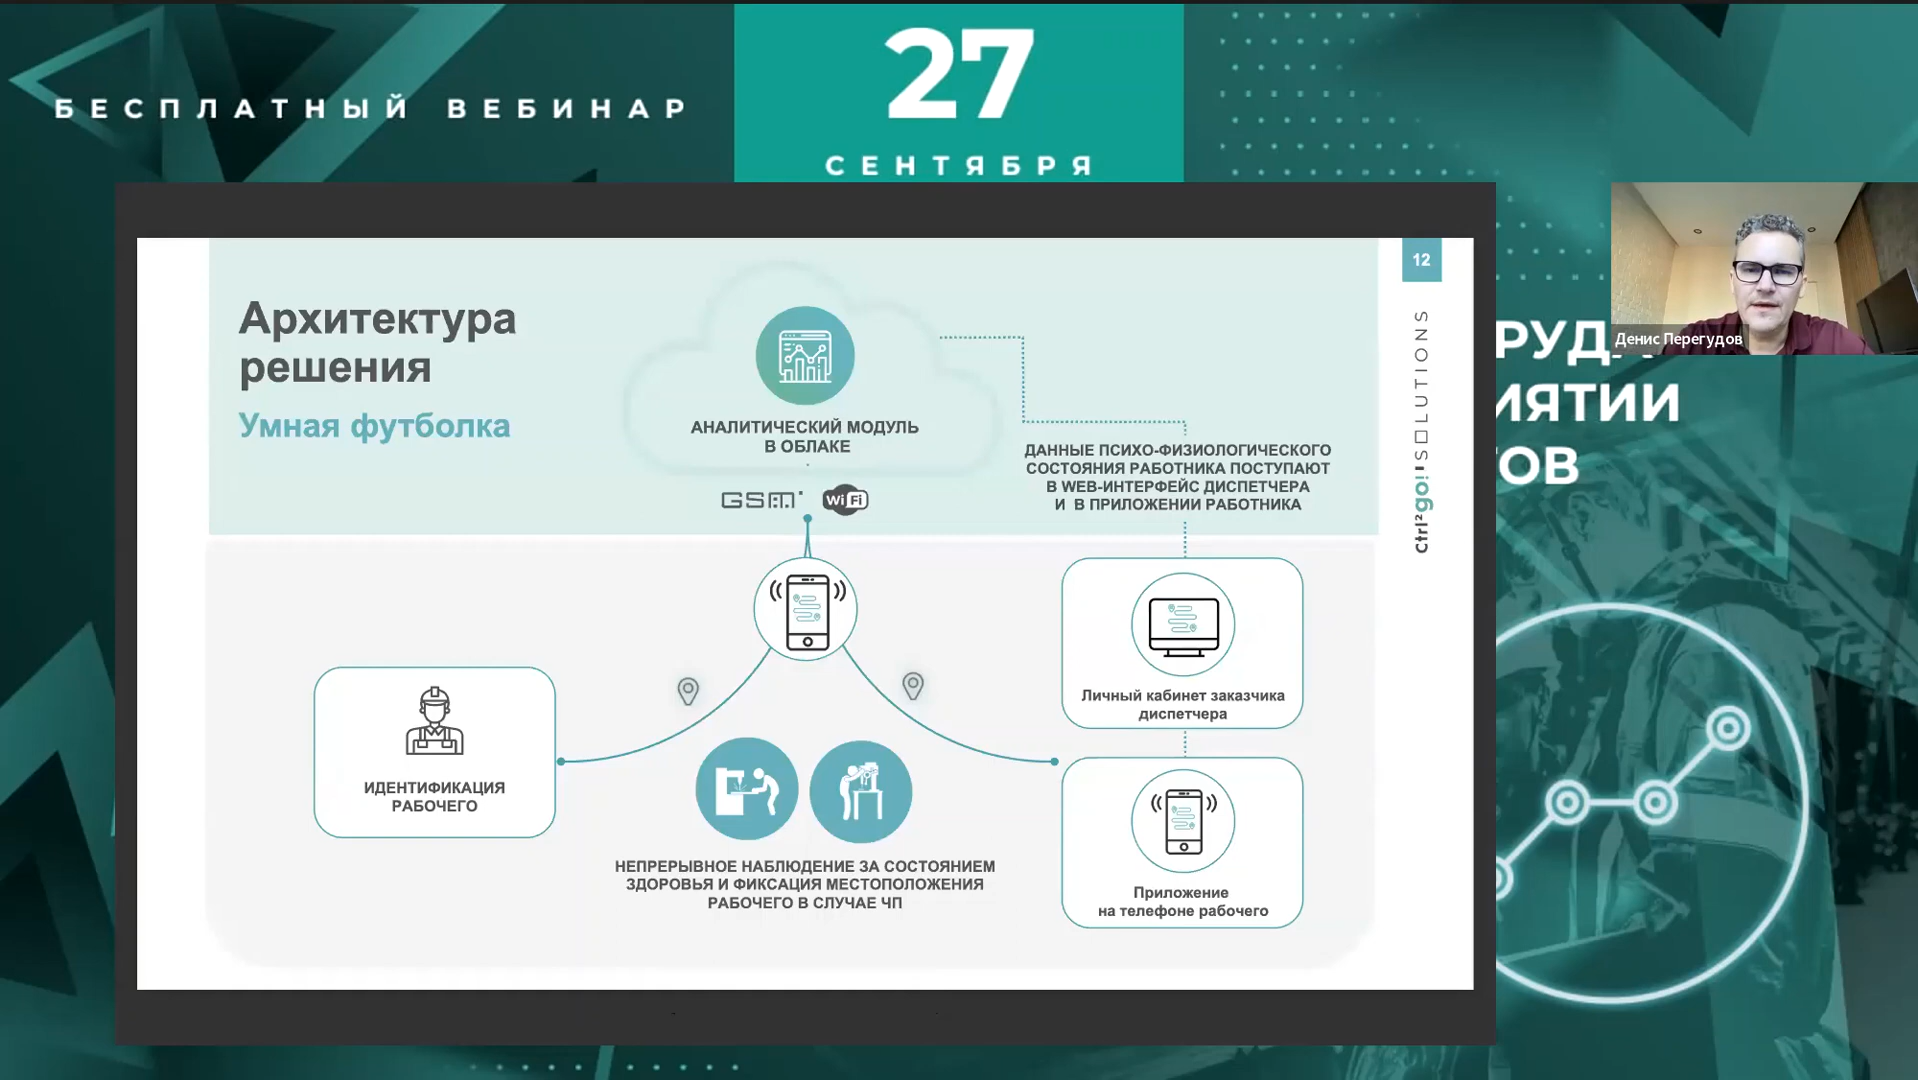 БЕСПЛАТНЫЙ ВЕБИНАР
27
СЕНТЯБРЯ
Архитектура
решения
Умная футболка
АНАЛИТИЧЕСКИЙ МОДУЛЬ
В ОБЛАКЕ
GSM
WiFi
ДАННЫЕ ПСИХО-ФИЗИОЛОГИЧЕСКОГО
СОСТОЯНИЯ РАБОТНИКА ПОСТУПАЮТ
В WEB-ИНТЕРФЕЙС ДИСПЕТЧЕРА
И В ПРИЛОЖЕНИИ РАБОТНИКА
ИДЕНТИФИКАЦИЯ
РАБОЧЕГО
НЕПРЕРЫВНОЕ НАБЛЮДЕНИЕ ЗА СОСТОЯНИЕМ
ЗДОРОВЬЯ И ФИКСАЦИЯ МЕСТОПОЛОЖЕНИЯ
РАБОЧЕГО В СЛУЧАЕ ЧП
Личный кабинет заказчика
диспетчера
Приложение
на телефоне рабочего
12
Ctrl²go! SOLUTIONS
Денис Перегудов
РУДА
ИЯТИИ
ОВ